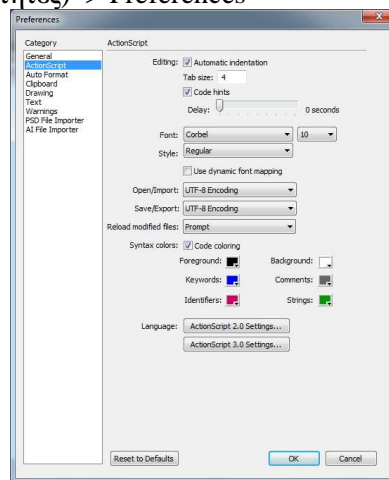 Preferences
Preferences
Category
General
ActionScript
Auto Format
Clipboard
Drawing
Text
Warnings
PSD File Importer
AI File Importer
ActionScript
Editing: Automatic indentation
Tab size: 4
Code hints
Delay: 0 seconds
Font: Corbel 10
Style: Regular
Use dynamic font mapping
Open/Import: UTF-8 Encoding
Save/Export: UTF-8 Encoding
Reload modified files: Prompt
Syntax colors: Code coloring
Foreground: Background:
Keywords: Comments:
Identifiers: Strings:
Language: ActionScript 2.0 Settings...
ActionScript 3.0 Settings...
Reset to Defaults OK Cancel